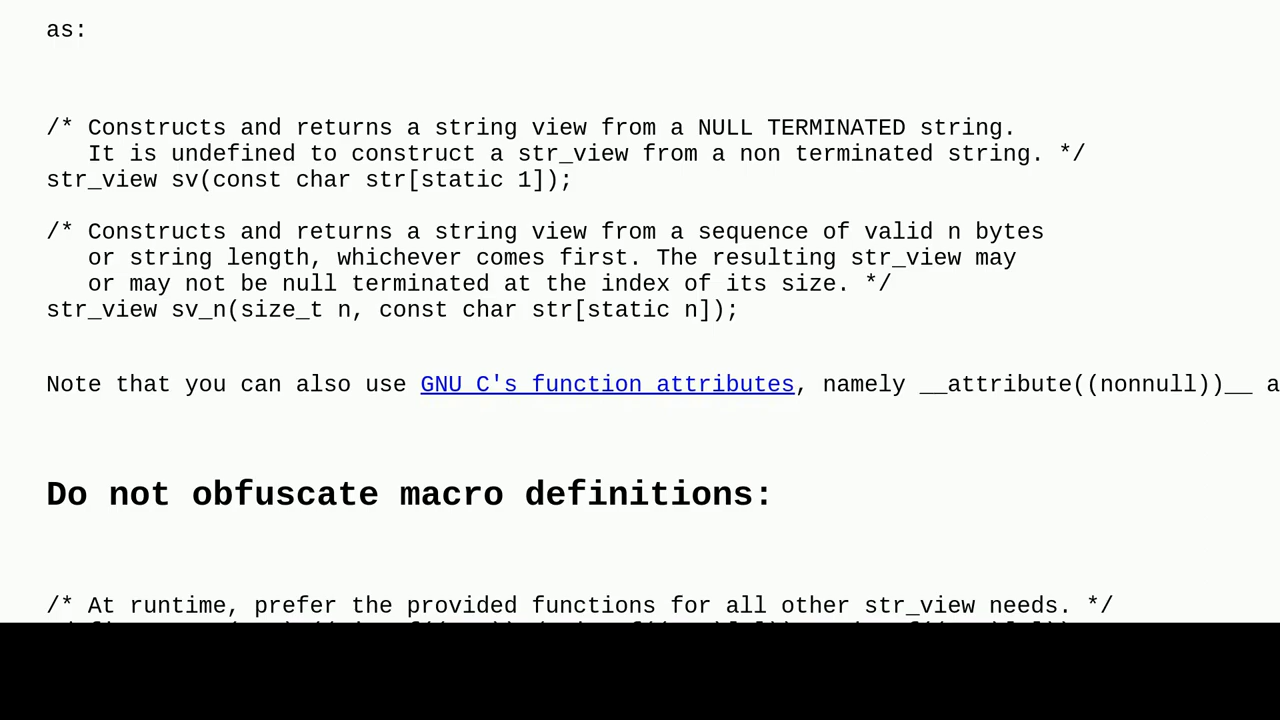 as:
/* Constructs and returns a string view from a NULL TERMINATED string.
   It is undefined to construct a str_view from a non terminated string. */
str_view sv(const char str[static 1]);
/* Constructs and returns a string view from a sequence of valid n bytes
   or string length, whichever comes first. The resulting str_view may
   or may not be null terminated at the index of its size. */
str_view sv_n(size_t n, const char str[static n]);
Note that you can also use GNU C's function attributes, namely __attribute((nonnull))__ a
Do not obfuscate macro definitions:
/* At runtime, prefer the provided functions for all other str_view needs. */